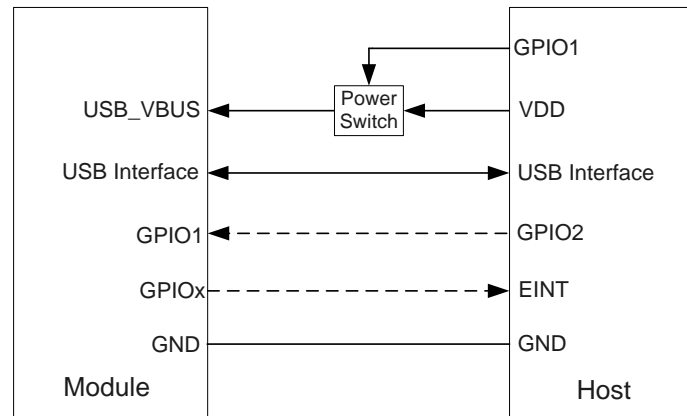 GPIO1
Power
Switch
USB_VBUS
VDD
USB Interface
USB Interface
GPIO1
GPIO2
GPIOx
EINT
GND
GND
Module
Host